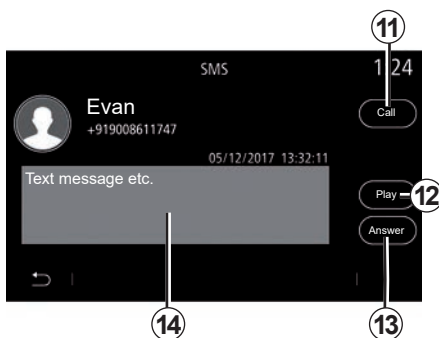 11
SMS 1 24
Evan
+919008611747
Call
05/12/2017 13:32:11
Text message etc.
Play 12
Answer
14 13